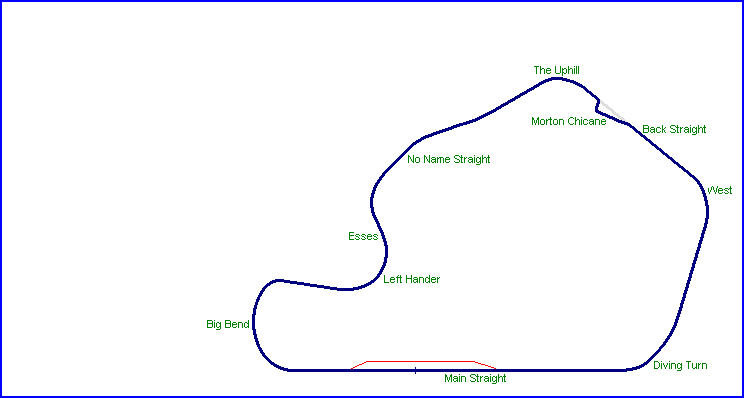 The Uphill
Morton Chicane
Back Straight
No Name Straight
West
Esses
Left Hander
Big Bend
Diving Turn
Main Straight